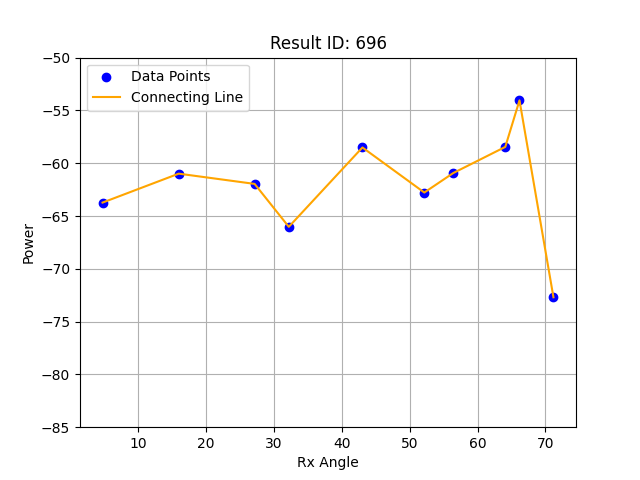 Result ID: 696
Data Points
Connecting Line
−50
−55
−60
−65
−70
−75
−80
−85
Power
10 20 30 40 50 60 70
Rx Angle